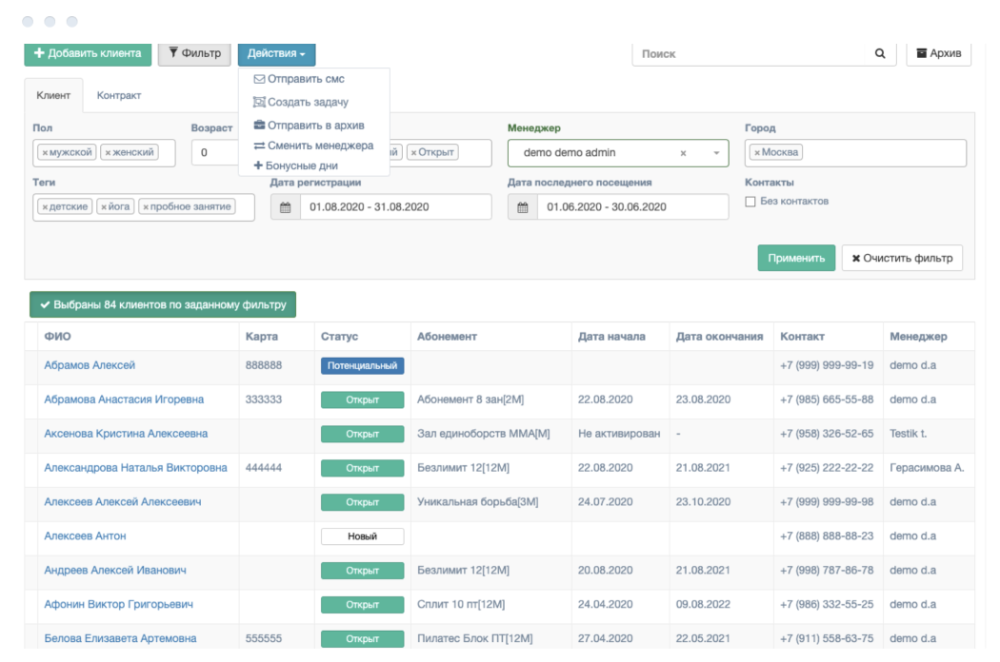 Добавить клиента Фильтр Действия Поиск Архив
Отправить смс
Клиент Контракт
Создать задачу
Отправить в архив
Пол Возраст Менеджер Город
×мужской ×женский 0 Сменить менеджера ×Открыт demo demo admin × ×Москва
Бонусные дни
Теги Дата регистрации Дата последнего посещения Контакты
×детские ×йога ×пробное занятие 01.08.2020 - 31.08.2020 01.06.2020 - 30.06.2020 Без контактов
Применить Очистить фильтр
Выбраны 84 клиентов по заданному фильтру
ФИО Карта Статус Абонемент Дата начала Дата окончания Контакт Менеджер
Абрамов Алексей 888888 Потенциальный +7 (999) 999-99-19 demo d.a
Абрамова Анастасия Игоревна 333333 Открыт Абонемент 8 зан[2М] 22.08.2020 23.08.2020 +7 (985) 665-55-88 demo d.a
Аксенова Кристина Алексеевна Открыт Зал единоборств ММА[М] Не активирован - +7 (958) 326-52-65 Testik t.
Александрова Наталья Викторовна 444444 Открыт Безлимит 12[12М] 22.08.2020 21.08.2021 +7 (925) 222-22-22 Герасимова А.
Алексеев Алексей Алексеевич Открыт Уникальная борьба[3М] 24.07.2020 23.10.2020 +7 (999) 999-99-98 demo d.a
Алексеев Антон Новый +7 (888) 888-88-23 demo d.a
Андреев Алексей Иванович Открыт Безлимит 12[12М] 20.08.2020 21.08.2021 +7 (998) 787-86-78 demo d.a
Афонин Виктор Григорьевич Открыт Сплит 10 пт[12М] 24.04.2020 09.08.2022 +7 (986) 332-55-25 demo d.a
Белова Елизавета Артемовна 555555 Открыт Пилатес Блок ПТ[12М] 27.04.2020 22.05.2021 +7 (911) 558-63-75 demo d.a